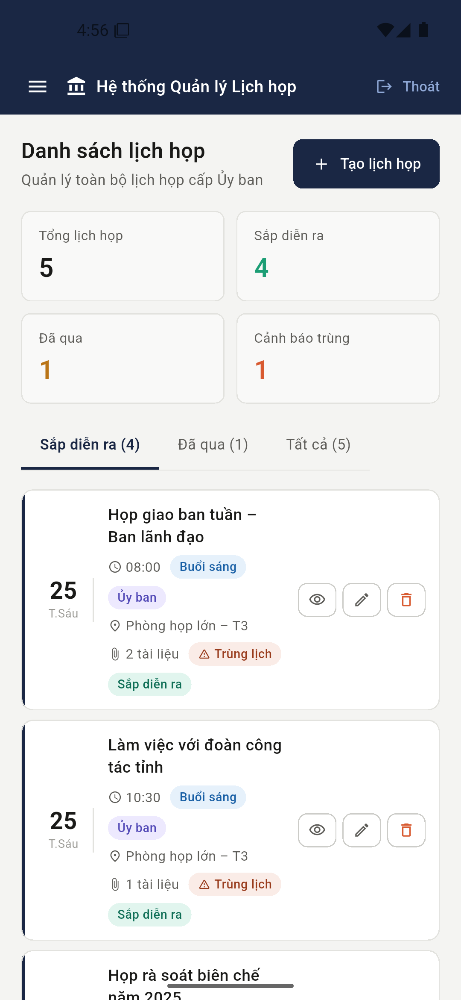 4:56
Hệ thống Quản lý Lịch họp
Thoát
Danh sách lịch họp
Quản lý toàn bộ lịch họp cấp Ủy ban
Tạo lịch họp
Tổng lịch họp
5
Sắp diễn ra
4
Đã qua
1
Cảnh báo trùng
1
Sắp diễn ra (4)
Đã qua (1)
Tất cả (5)
25
T.Sáu
Họp giao ban tuần –
Ban lãnh đạo
08:00
Buổi sáng
Ủy ban
Phòng họp lớn – T3
2 tài liệu
Trùng lịch
Sắp diễn ra
25
T.Sáu
Làm việc với đoàn công
tác tỉnh
10:30
Buổi sáng
Ủy ban
Phòng họp lớn – T3
1 tài liệu
Trùng lịch
Sắp diễn ra
Họp rà soát biên chế
năm 2025